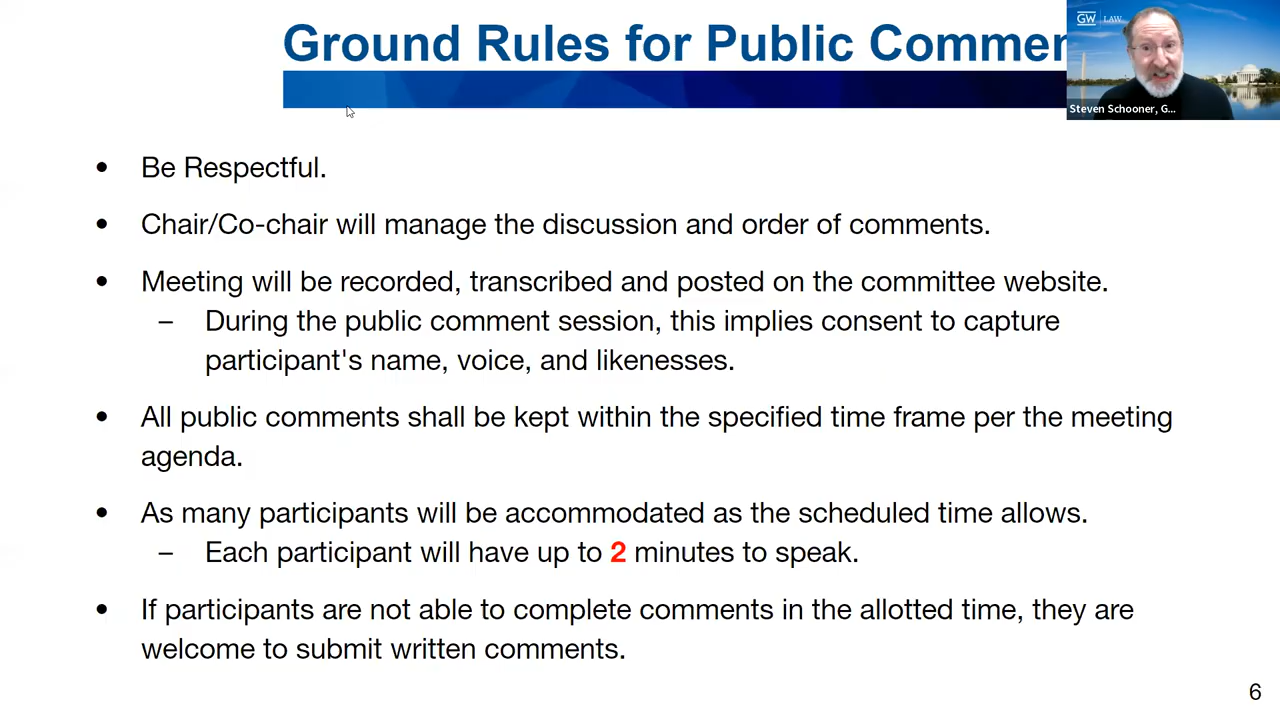 Ground Rules for Public Commen
GW LAW
Steven Schooner, G...
• Be Respectful.
• Chair/Co-chair will manage the discussion and order of comments.
• Meeting will be recorded, transcribed and posted on the committee website.
– During the public comment session, this implies consent to capture
participant's name, voice, and likenesses.
• All public comments shall be kept within the specified time frame per the meeting
agenda.
• As many participants will be accommodated as the scheduled time allows.
– Each participant will have up to 2 minutes to speak.
• If participants are not able to complete comments in the allotted time, they are
welcome to submit written comments.
6